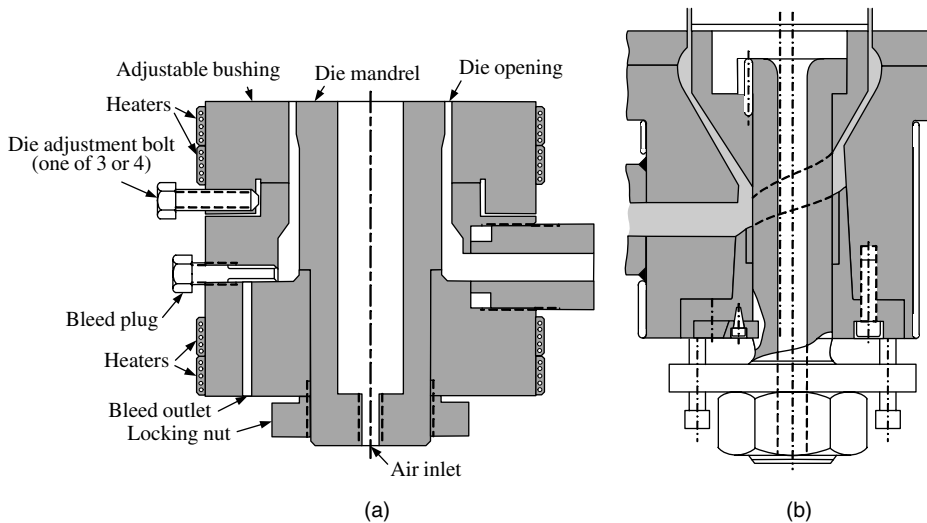 Adjustable bushing
Die mandrel
Die opening
Heaters
Die adjustment bolt
(one of 3 or 4)
Bleed plug
Heaters
Bleed outlet
Locking nut
Air inlet
(a)
(b)